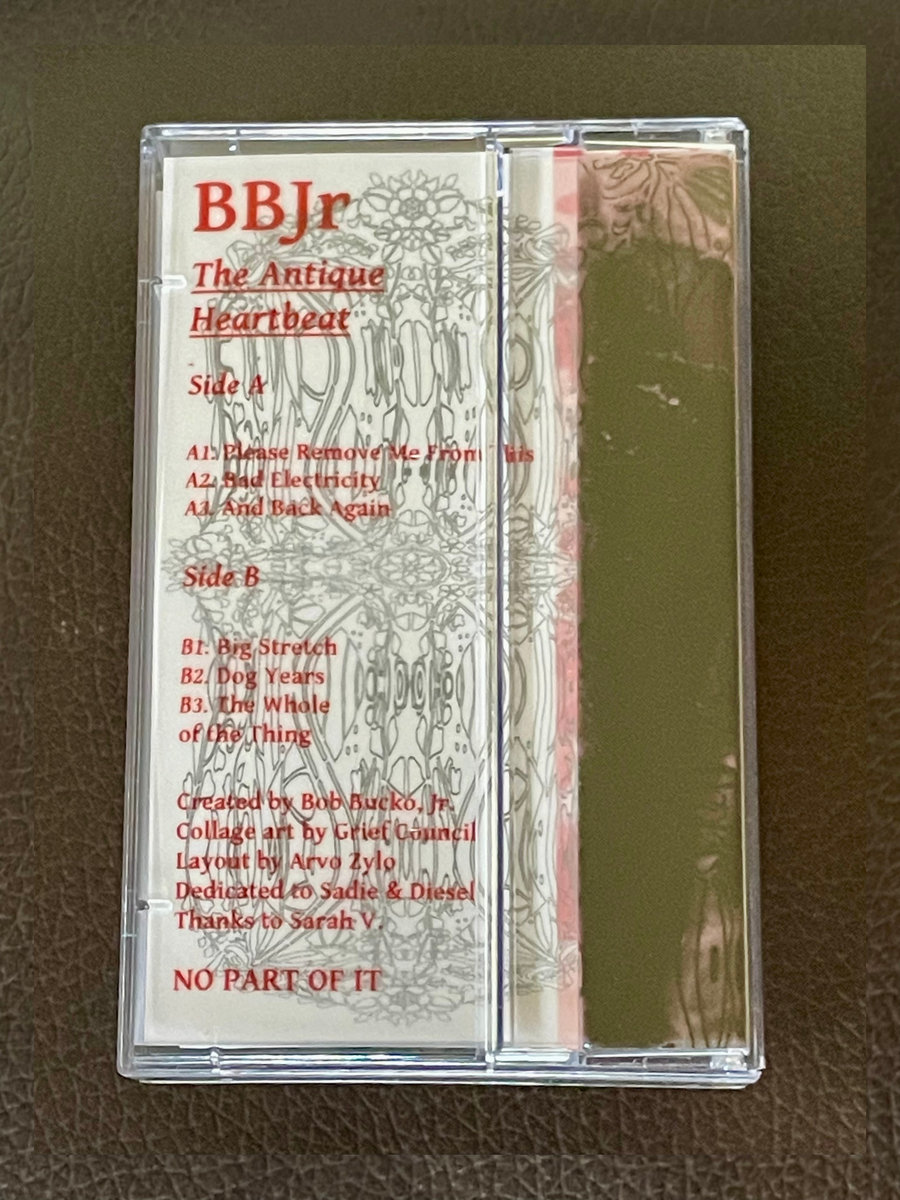 BBJr
The Antique
Heartbeat
Side A
A1. Please Remove Me From This
A2. Bad Electricity
A3. And Back Again
Side B
B1. Big Stretch
B2. Dog Years
B3. The Whole
of the Thing
Created by Bob Bucko, Jr.
Collage art by Grief Council
Layout by Arvo Zylo
Dedicated to Sadie & Diesel
Thanks to Sarah V.
NO PART OF IT